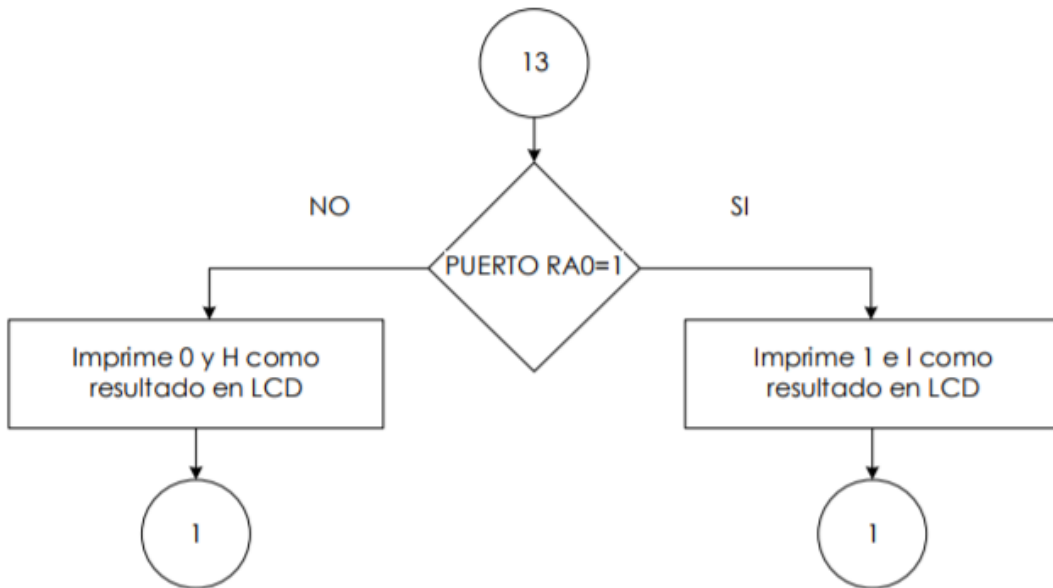 13
NO
SI
PUERTO RA0=1
Imprime 0 y H como
resultado en LCD
Imprime 1 e I como
resultado en LCD
1
1